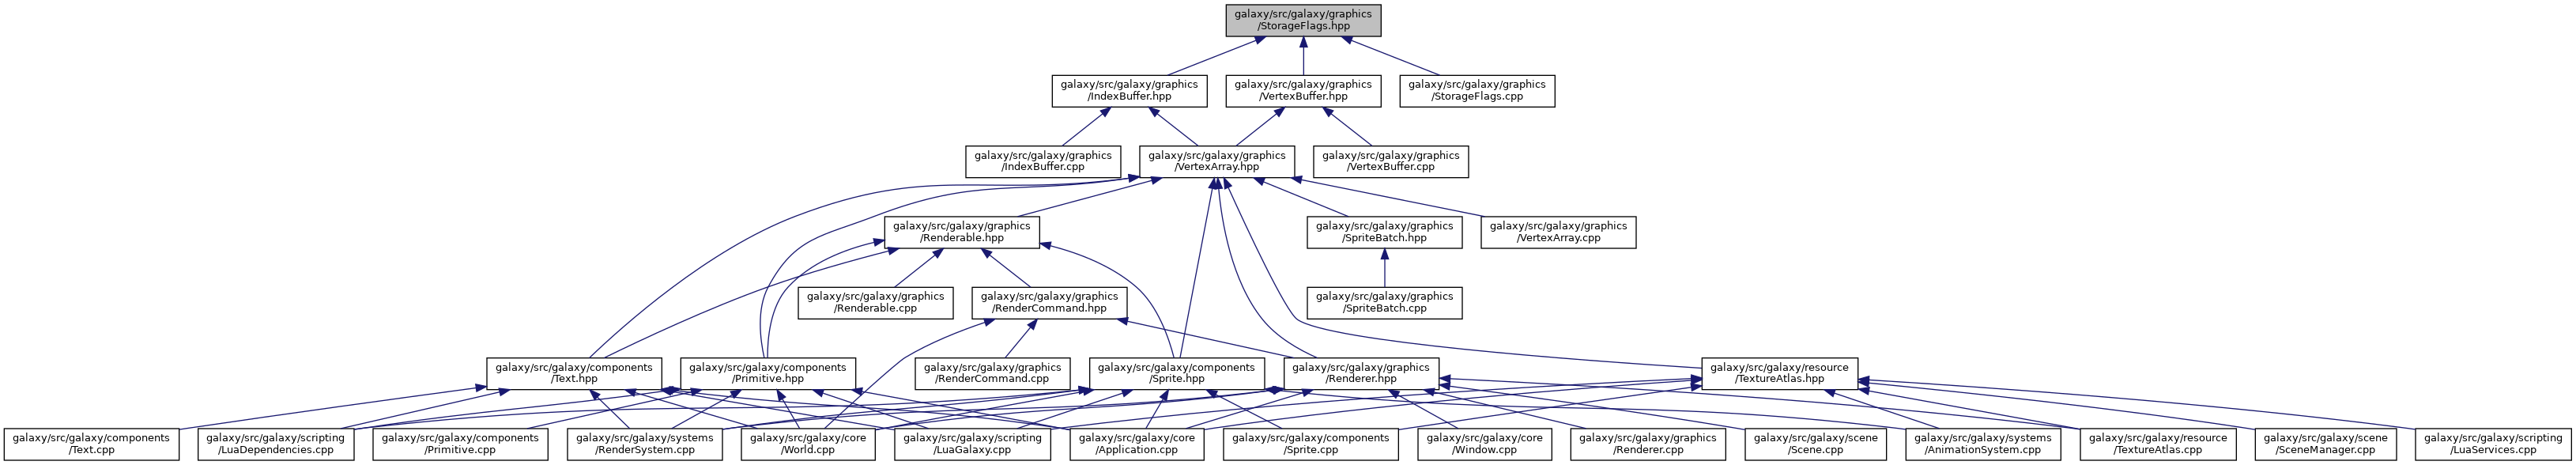 galaxy/src/galaxy/graphics
/StorageFlags.hpp
galaxy/src/galaxy/graphics
/IndexBuffer.hpp
galaxy/src/galaxy/graphics
/VertexBuffer.hpp
galaxy/src/galaxy/graphics
/StorageFlags.cpp
galaxy/src/galaxy/graphics
/IndexBuffer.cpp
galaxy/src/galaxy/graphics
/VertexArray.hpp
galaxy/src/galaxy/graphics
/VertexBuffer.cpp
galaxy/src/galaxy/graphics
/Renderable.hpp
galaxy/src/galaxy/graphics
/SpriteBatch.hpp
galaxy/src/galaxy/graphics
/VertexArray.cpp
galaxy/src/galaxy/graphics
/Renderable.cpp
galaxy/src/galaxy/graphics
/RenderCommand.hpp
galaxy/src/galaxy/graphics
/SpriteBatch.cpp
galaxy/src/galaxy/components
/Text.hpp
galaxy/src/galaxy/components
/Primitive.hpp
galaxy/src/galaxy/graphics
/RenderCommand.cpp
galaxy/src/galaxy/components
/Sprite.hpp
galaxy/src/galaxy/graphics
/Renderer.hpp
galaxy/src/galaxy/resource
/TextureAtlas.hpp
galaxy/src/galaxy/components
/Text.cpp
galaxy/src/galaxy/scripting
/LuaDependencies.cpp
galaxy/src/galaxy/components
/Primitive.cpp
galaxy/src/galaxy/systems
/RenderSystem.cpp
galaxy/src/galaxy/core
/World.cpp
galaxy/src/galaxy/scripting
/LuaGalaxy.cpp
galaxy/src/galaxy/core
/Application.cpp
galaxy/src/galaxy/components
/Sprite.cpp
galaxy/src/galaxy/core
/Window.cpp
galaxy/src/galaxy/graphics
/Renderer.cpp
galaxy/src/galaxy/scene
/Scene.cpp
galaxy/src/galaxy/systems
/AnimationSystem.cpp
galaxy/src/galaxy/resource
/TextureAtlas.cpp
galaxy/src/galaxy/scene
/SceneManager.cpp
galaxy/src/galaxy/scripting
/LuaServices.cpp